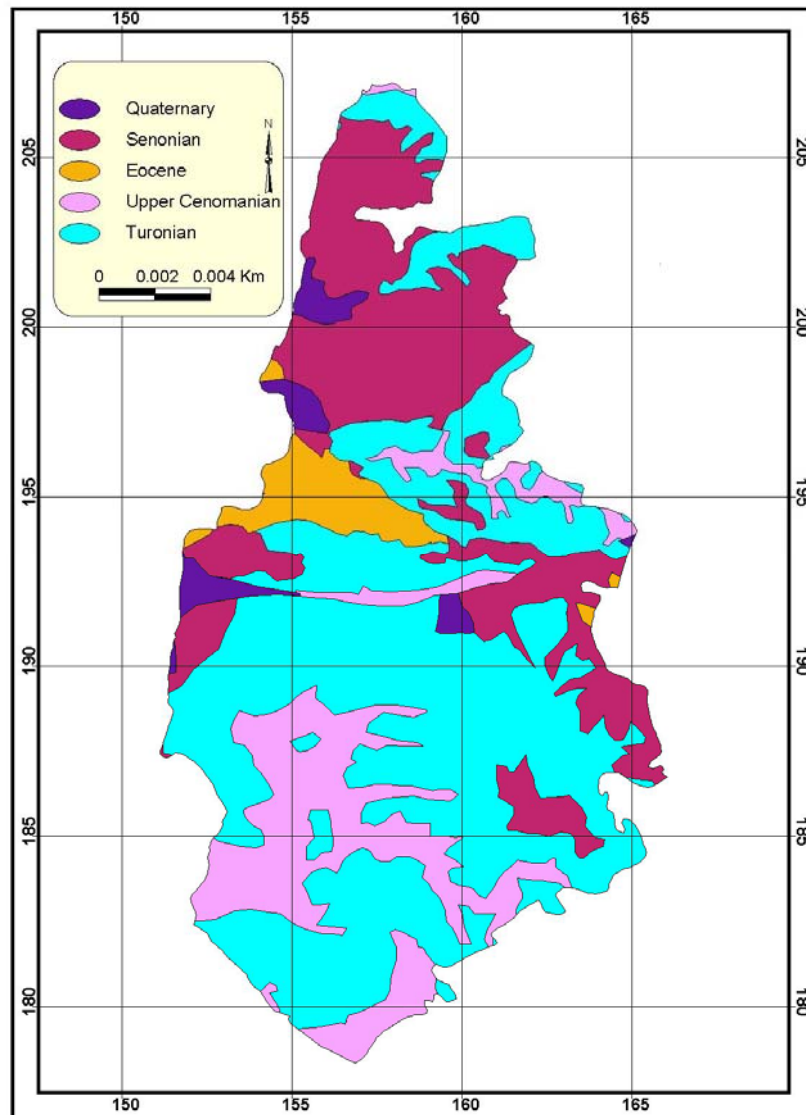 150 155 160 165
Quaternary
N
Senonian
Eocene
Upper Cenomanian
Turonian
0 0.002 0.004 Km
205 205
200 200
195 195
190 190
185 185
180 180
150 155 160 165